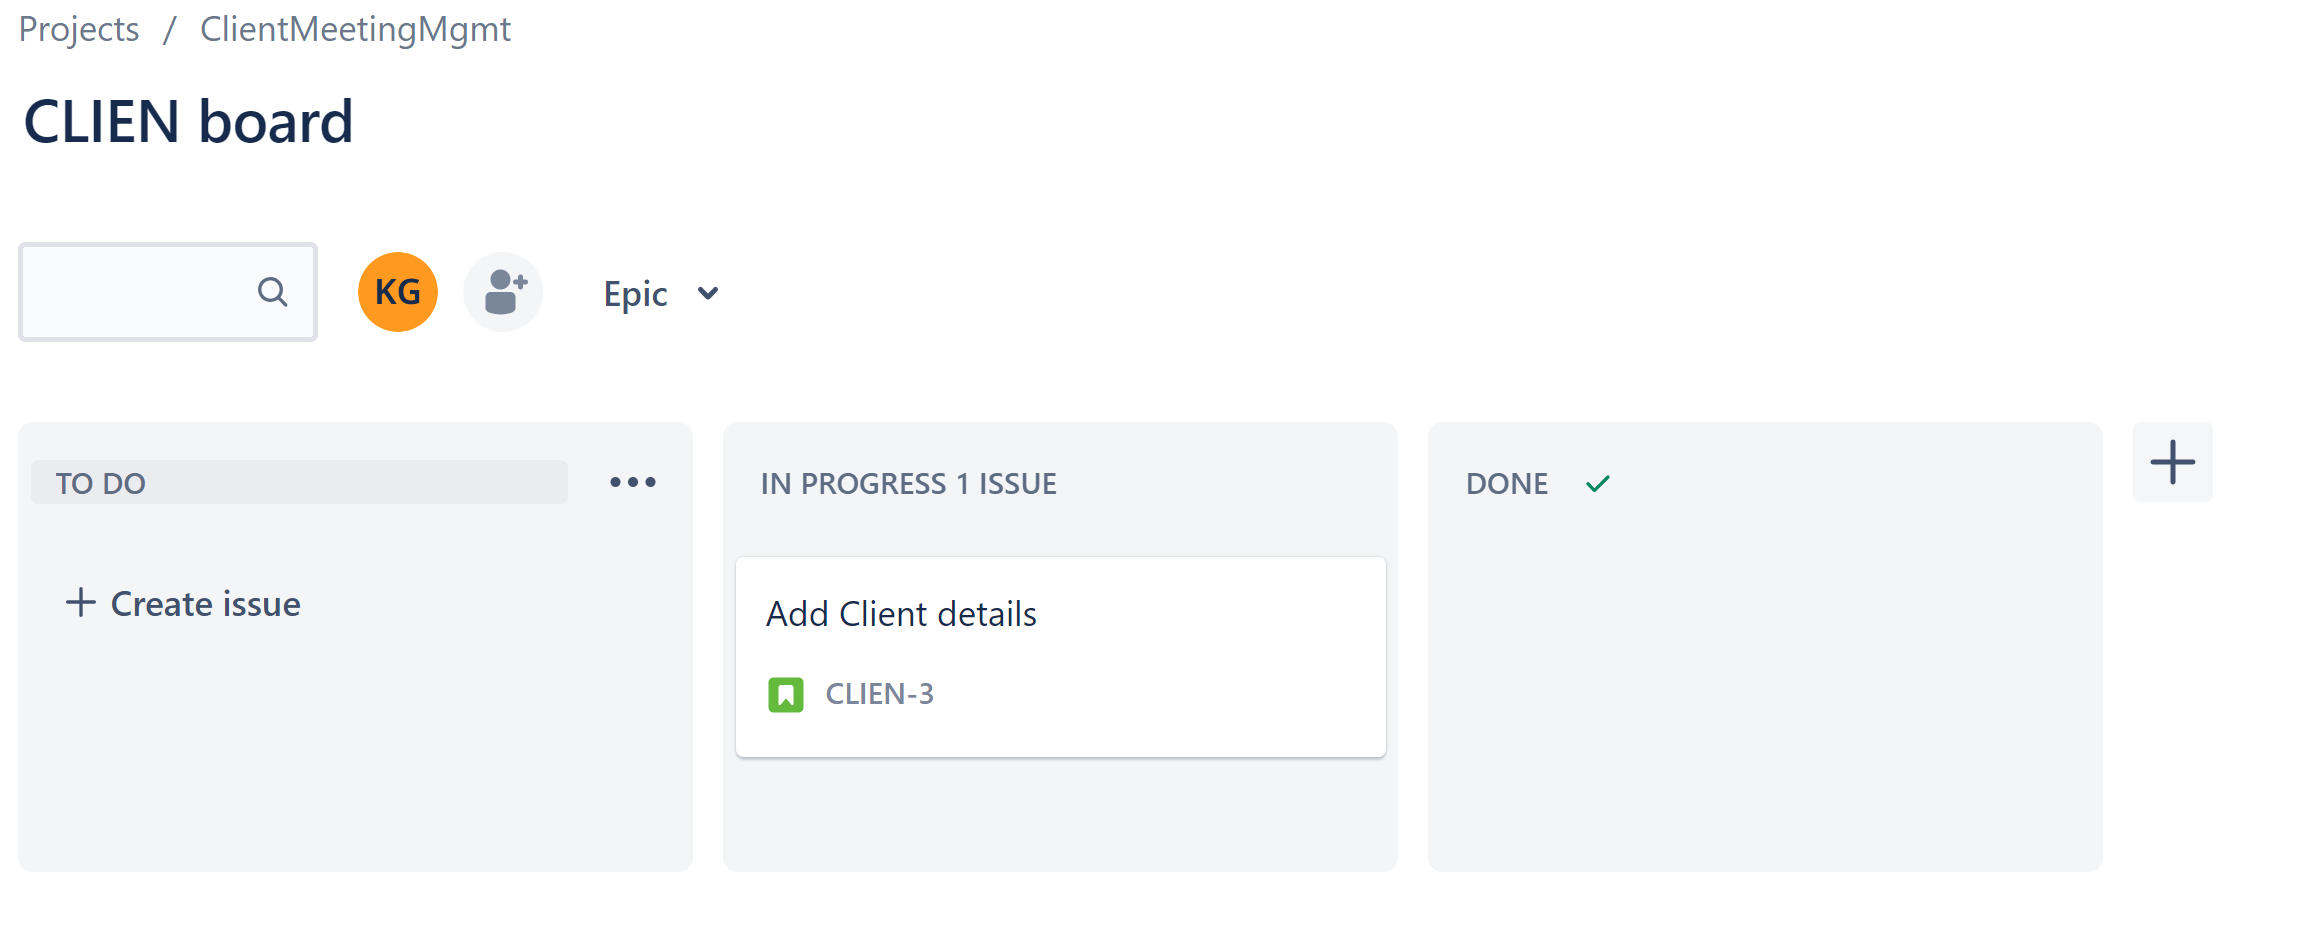 Projects / ClientMeetingMgmt
CLIEN board
KG Epic
TO DO
IN PROGRESS 1 ISSUE
DONE
Create issue
Add Client details
CLIEN-3